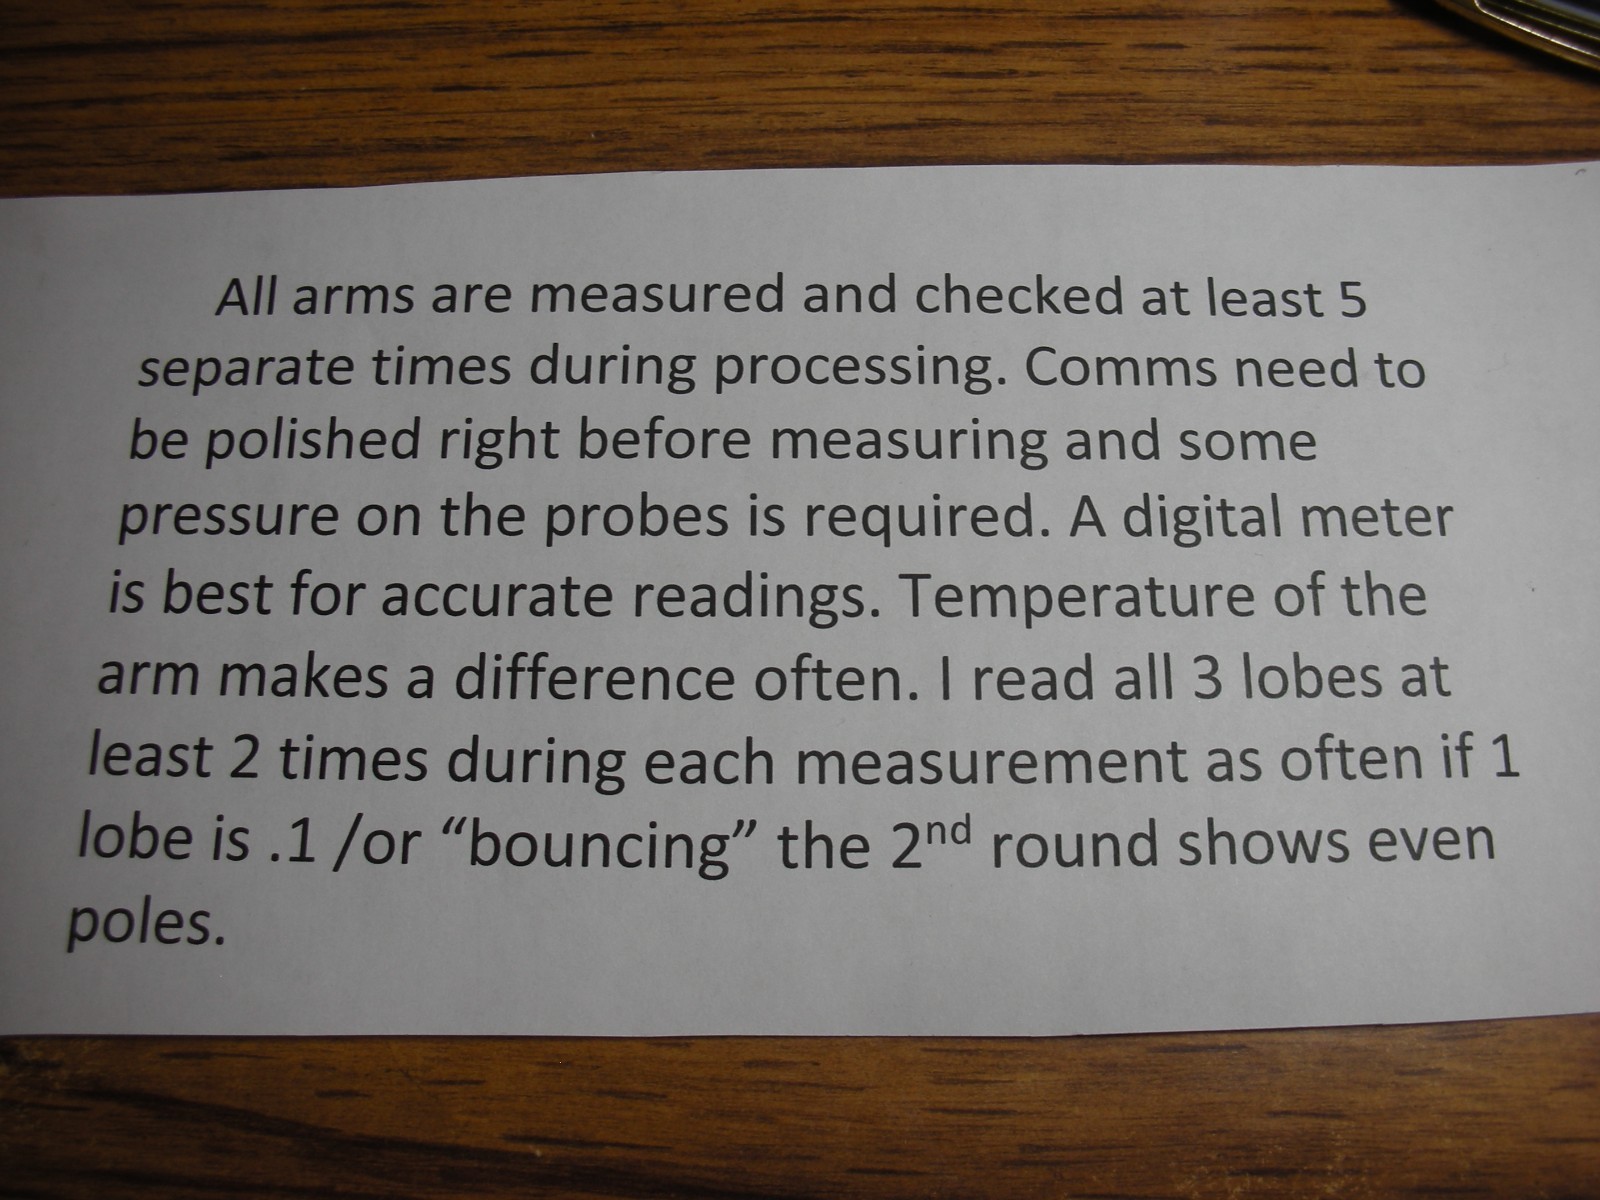 All arms are measured and checked at least 5
separate times during processing. Comms need to
be polished right before measuring and some
pressure on the probes is required. A digital meter
is best for accurate readings. Temperature of the
arm makes a difference often. I read all 3 lobes at
least 2 times during each measurement as often if 1
lobe is .1 /or “bouncing” the 2nd round shows even
poles.